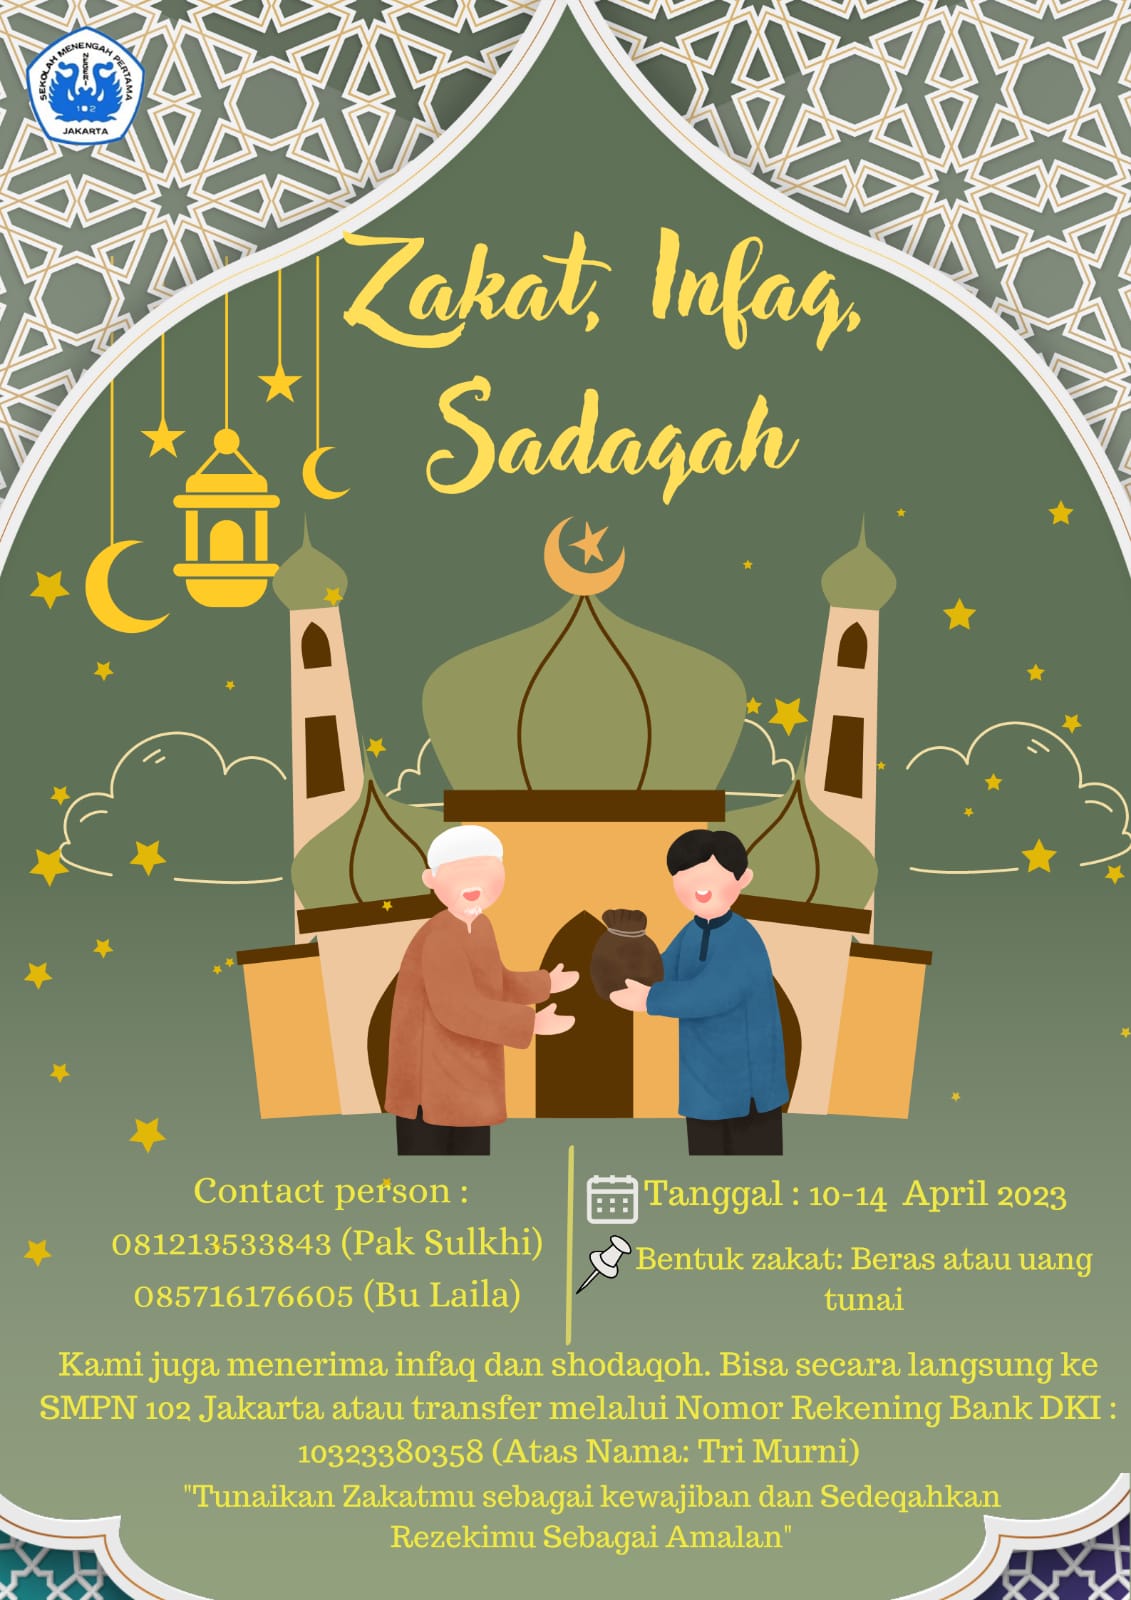 SEKOLAH MENENGAH PERTAMA
NEGERI
102
JAKARTA
Zakat, Infaq,
Sadaqah
Contact person :
081213533843 (Pak Sulkhi)
085716176605 (Bu Laila)
Tanggal : 10-14 April 2023
Bentuk zakat: Beras atau uang
tunai
Kami juga menerima infaq dan shodaqoh. Bisa secara langsung ke
SMPN 102 Jakarta atau transfer melalui Nomor Rekening Bank DKI :
10323380358 (Atas Nama: Tri Murni)
"Tunaikan Zakatmu sebagai kewajiban dan Sedeqahkan
Rezekimu Sebagai Amalan"